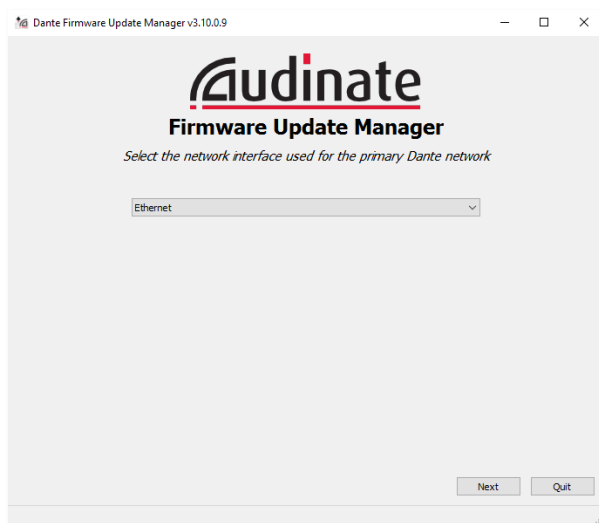 Dante Firmware Update Manager v3.10.0.9
Audinate
Firmware Update Manager
Select the network interface used for the primary Dante network
Ethernet
Next Quit